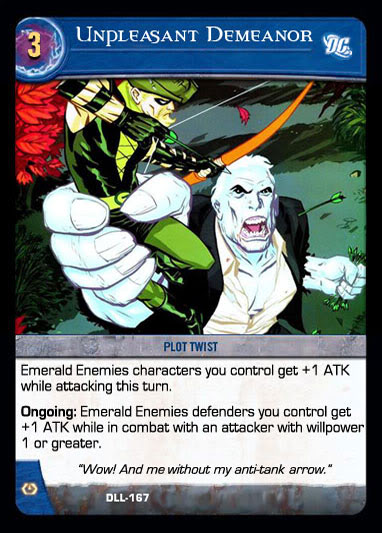 3
Unpleasant Demeanor
DC
PLOT TWIST
Emerald Enemies characters you control get +1 ATK
while attacking this turn.
Ongoing: Emerald Enemies defenders you control get
+1 ATK while in combat with an attacker with willpower
1 or greater.
"Wow! And me without my anti-tank arrow."
DLL-167